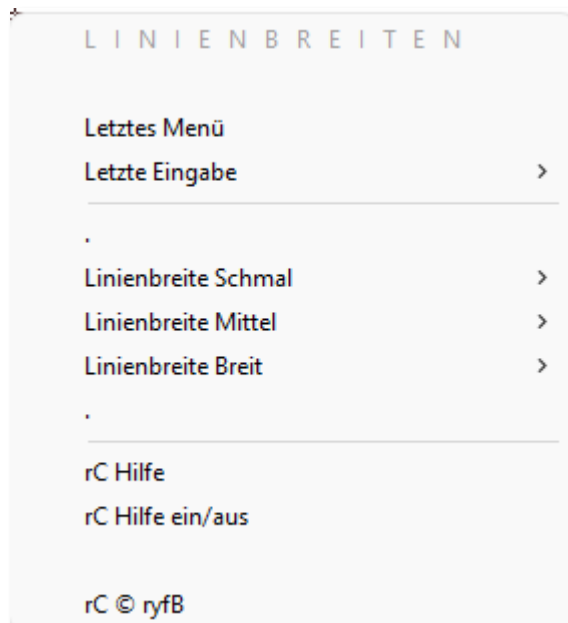 L I N I E N B R E I T E N
Letztes Menü
Letzte Eingabe
.
Linienbreite Schmal
Linienbreite Mittel
Linienbreite Breit
.
rC Hilfe
rC Hilfe ein/aus
rC © ryfB